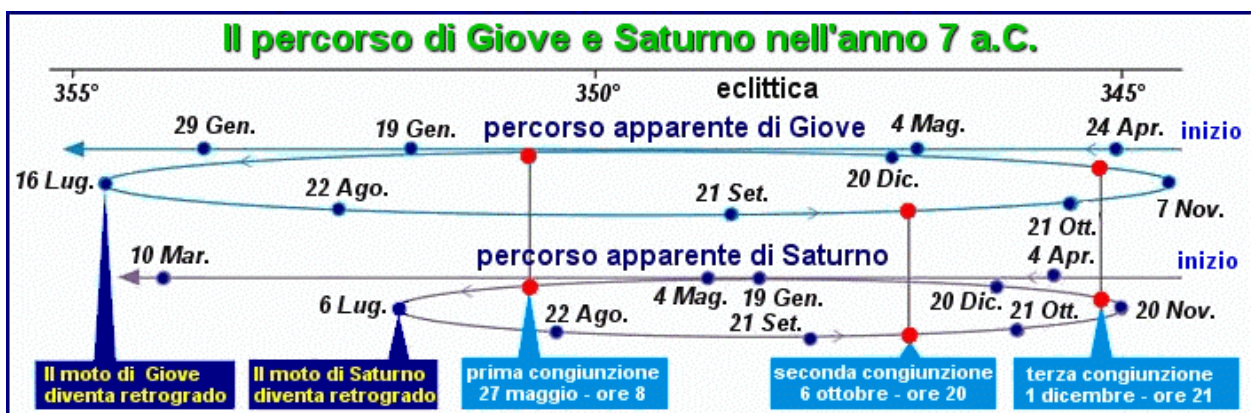 Il percorso di Giove e Saturno nell'anno 7 a.C.
355°
350°
eclittica
345°
29 Gen.
19 Gen.
percorso apparente di Giove
4 Mag.
24 Apr.
inizio
16 Lug.
22 Ago.
21 Set.
20 Dic.
21 Ott.
7 Nov.
10 Mar.
percorso apparente di Saturno
4 Apr.
inizio
6 Lug.
22 Ago.
4 Mag.
19 Gen.
21 Set.
20 Dic.
21 Ott.
20 Nov.
Il moto di Giove
diventa retrogrado
Il moto di Saturno
diventa retrogrado
prima congiunzione
27 maggio - ore 8
seconda congiunzione
6 ottobre - ore 20
terza congiunzione
1 dicembre - ore 21